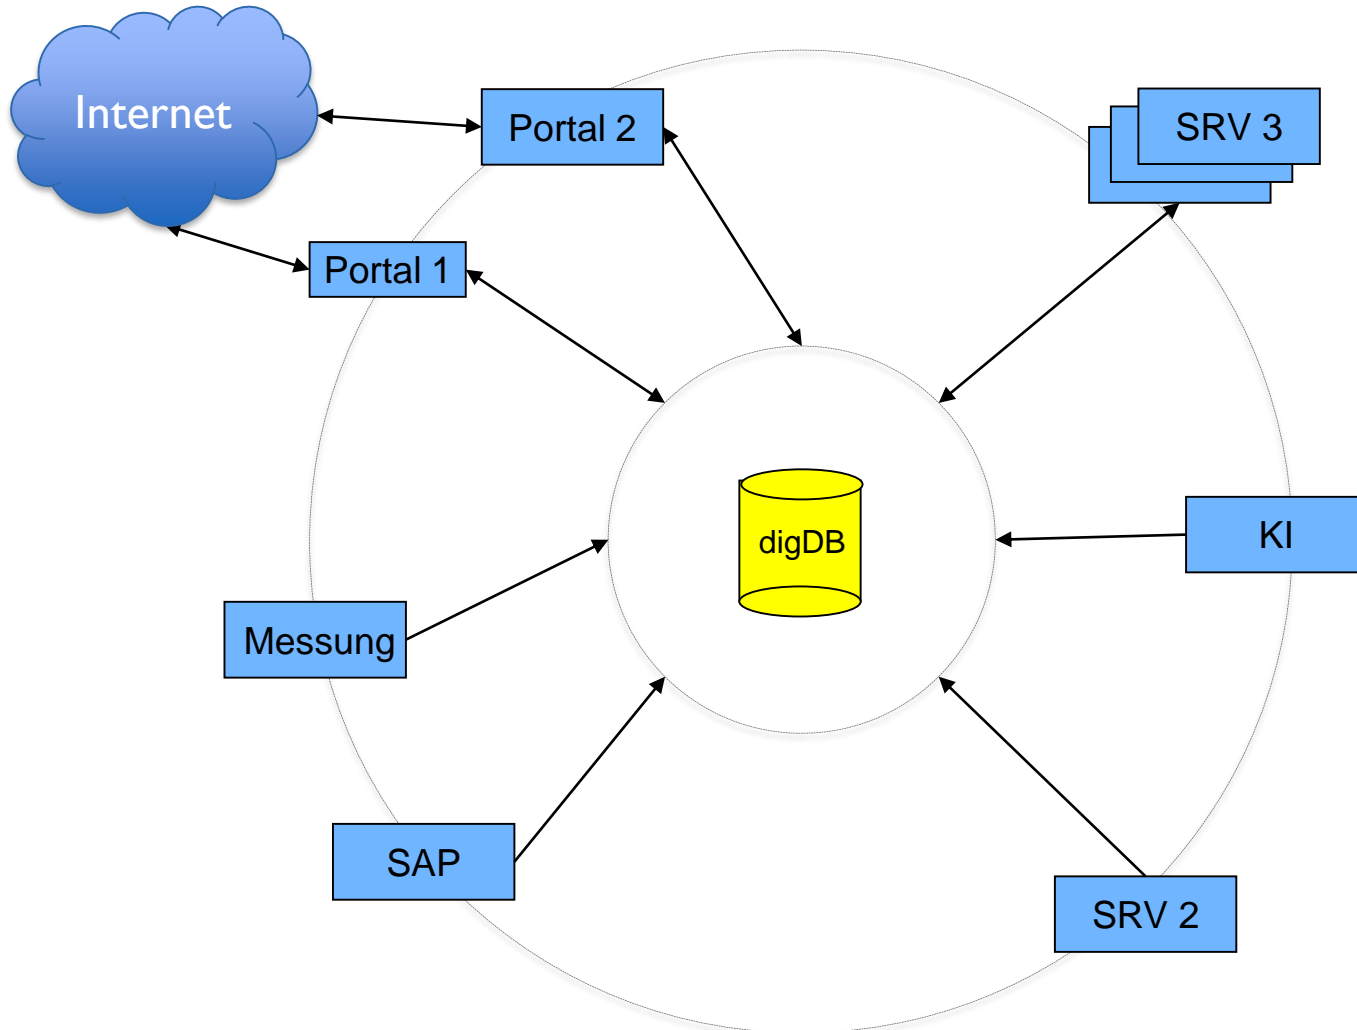 Internet
Portal 2
SRV 3
Portal 1
digDB
KI
Messung
SAP
SRV 2